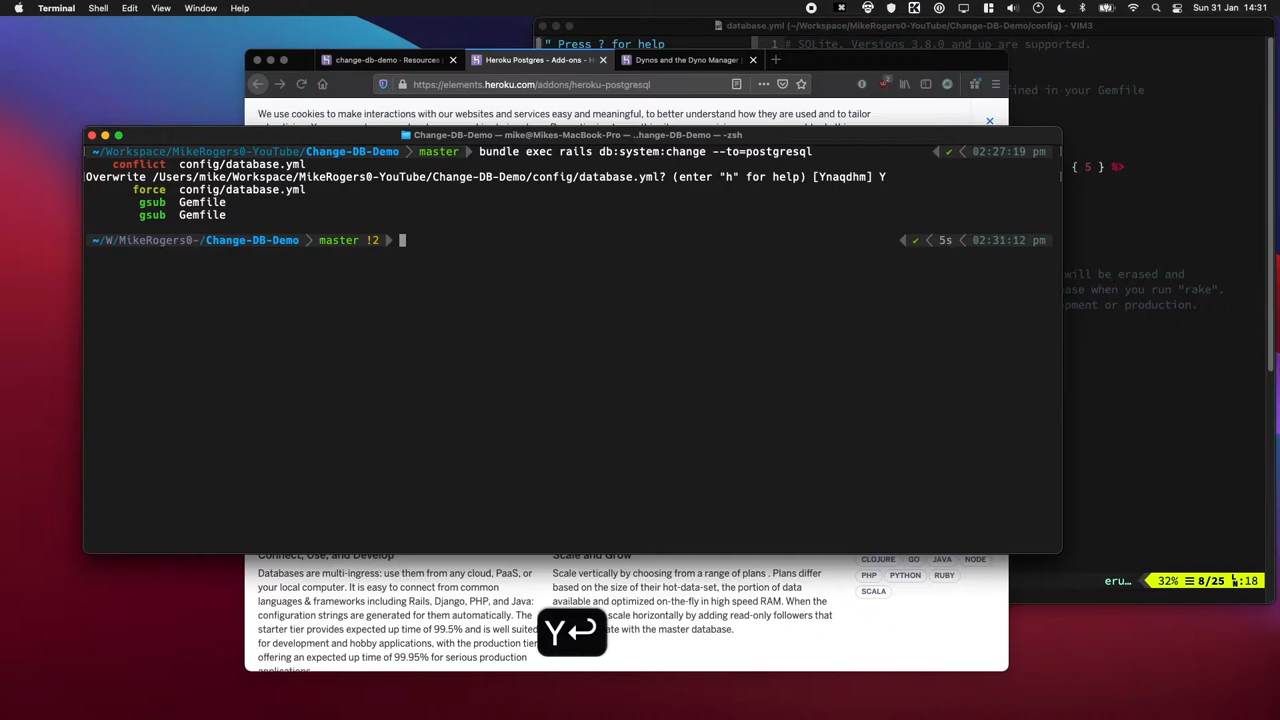 Terminal Shell Edit View Window Help Sun 31 Jan 14:31
database.yml (~/Workspace/MikeRogers0-YouTube/Change-DB-Demo/config) - VIM3
" Press ? for help 1 # SQLite. Versions 3.8.0 and up are supported.
change-db-demo · Resources Heroku Postgres - Add-ons - H Dynos and the Dyno Manager
https://elements.heroku.com/addons/heroku-postgresql
fined in your Gemfile
We use cookies to make interactions with our websites and services easy and meaningful, to better understand how they are used and to tailor
Change-DB-Demo — mike@Mikes-MacBook-Pro — ..hange-DB-Demo — -zsh
~/Workspace/MikeRogers0-YouTube/Change-DB-Demo master bundle exec rails db:system:change --to=postgresql ✔ 02:27:19 pm
conflict config/database.yml
{ 5 } %>
Overwrite /Users/mike/Workspace/MikeRogers0-YouTube/Change-DB-Demo/config/database.yml? (enter "h" for help) [Ynaqdhm] Y
force config/database.yml
gsub Gemfile
gsub Gemfile
~/W/MikeRogers0-/Change-DB-Demo master !2 ✔ 5s 02:31:12 pm
will be erased and
ase when you run "rake".
opment or production.
Connect, Use, and Develop
Databases are multi-ingress: use them from any cloud, PaaS, or
your local computer. It is easy to connect from common
languages & frameworks including Rails, Django, PHP, and Java:
configuration strings are generated for them automatically. The
starter tier provides expected up time of 99.5% and is well suited
for development and hobby applications, with the production tier
offering an expected up time of 99.95% for serious production
applications.
Scale and Grow
Scale vertically by choosing from a range of plans . Plans differ
based on the size of their hot-data-set, the portion of data
available and optimized on-the-fly in high speed RAM. When the
scale horizontally by adding read-only followers that
ate with the master database.
CLOJURE GO JAVA NODE
PHP PYTHON RUBY
SCALA
eru… 32% ☰ 8/25 :18
Y↵